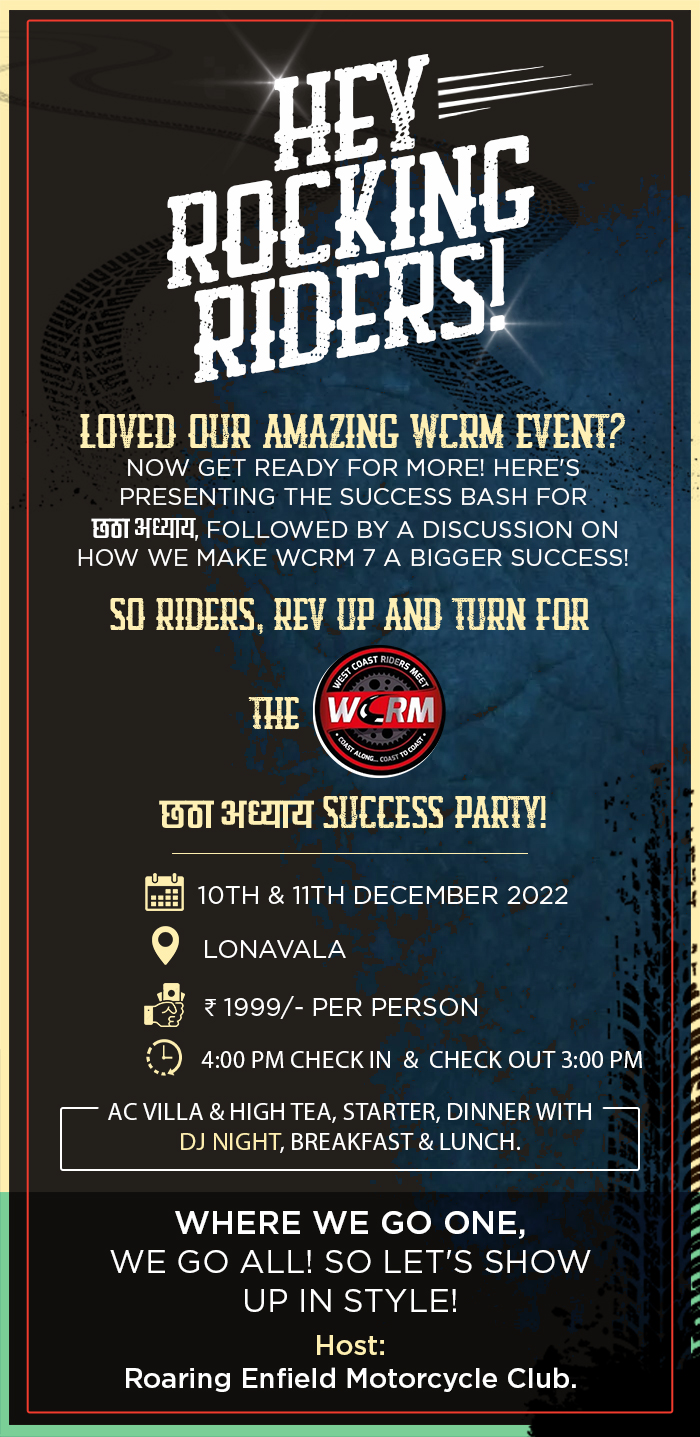 HEY
ROCKING
RIDERS!
LOVED OUR AMAZING WCRM EVENT?
NOW GET READY FOR MORE! HERE'S
PRESENTING THE SUCCESS BASH FOR
छठा अध्याय, FOLLOWED BY A DISCUSSION ON
HOW WE MAKE WCRM 7 A BIGGER SUCCESS!
SO RIDERS, REV UP AND TURN FOR
THE
WEST COAST RIDERS MEET
WCRM
• COAST ALONG... COAST TO COAST •
छठा अध्याय SUCCESS PARTY!
10TH & 11TH DECEMBER 2022
LONAVALA
₹ 1999/- PER PERSON
4:00 PM CHECK IN & CHECK OUT 3:00 PM
AC VILLA & HIGH TEA, STARTER, DINNER WITH
DJ NIGHT, BREAKFAST & LUNCH.
WHERE WE GO ONE,
WE GO ALL! SO LET'S SHOW
UP IN STYLE!
Host:
Roaring Enfield Motorcycle Club.